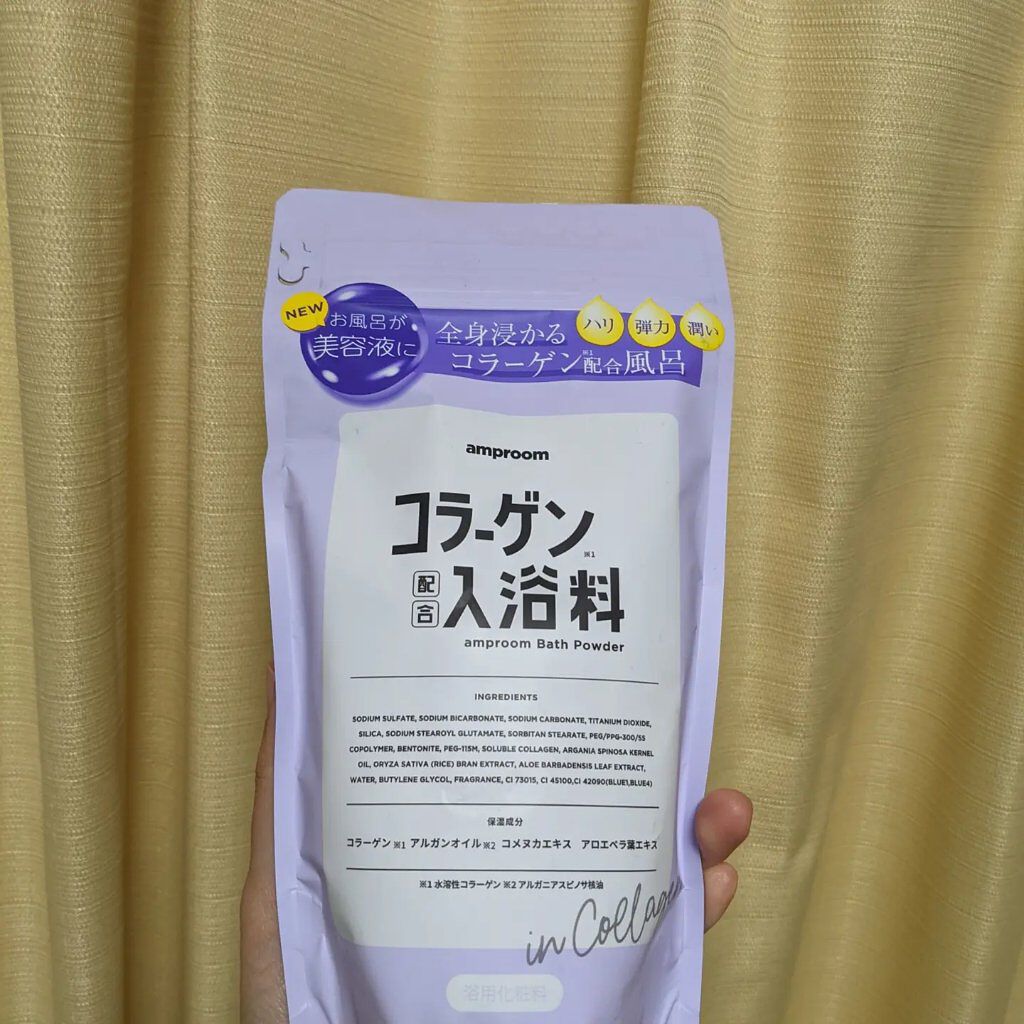 NEW
お風呂が
美容液に
全身浸かる
コラーゲン※1配合風呂
ハリ
弾力
潤い
amproom
コラーゲン※1
配合
入浴料
amproom Bath Powder
INGREDIENTS
SODIUM SULFATE, SODIUM BICARBONATE, SODIUM CARBONATE, TITANIUM DIOXIDE,
SILICA, SODIUM STEAROYL GLUTAMATE, SORBITAN STEARATE, PEG/PPG-300/55
COPOLYMER, BENTONITE, PEG-115M, SOLUBLE COLLAGEN, ARGANIA SPINOSA KERNEL
OIL, ORYZA SATIVA (RICE) BRAN EXTRACT, ALOE BARBADENSIS LEAF EXTRACT,
WATER, BUTYLENE GLYCOL, FRAGRANCE, CI 73015, CI 45100,CI 42090(BLUE1,BLUE4)
保湿成分
コラーゲン※1 アルガンオイル※2 コメヌカエキス アロエベラ葉エキス
※1 水溶性コラーゲン ※2 アルガニアスピノサ核油
in Collagen
浴用化粧料